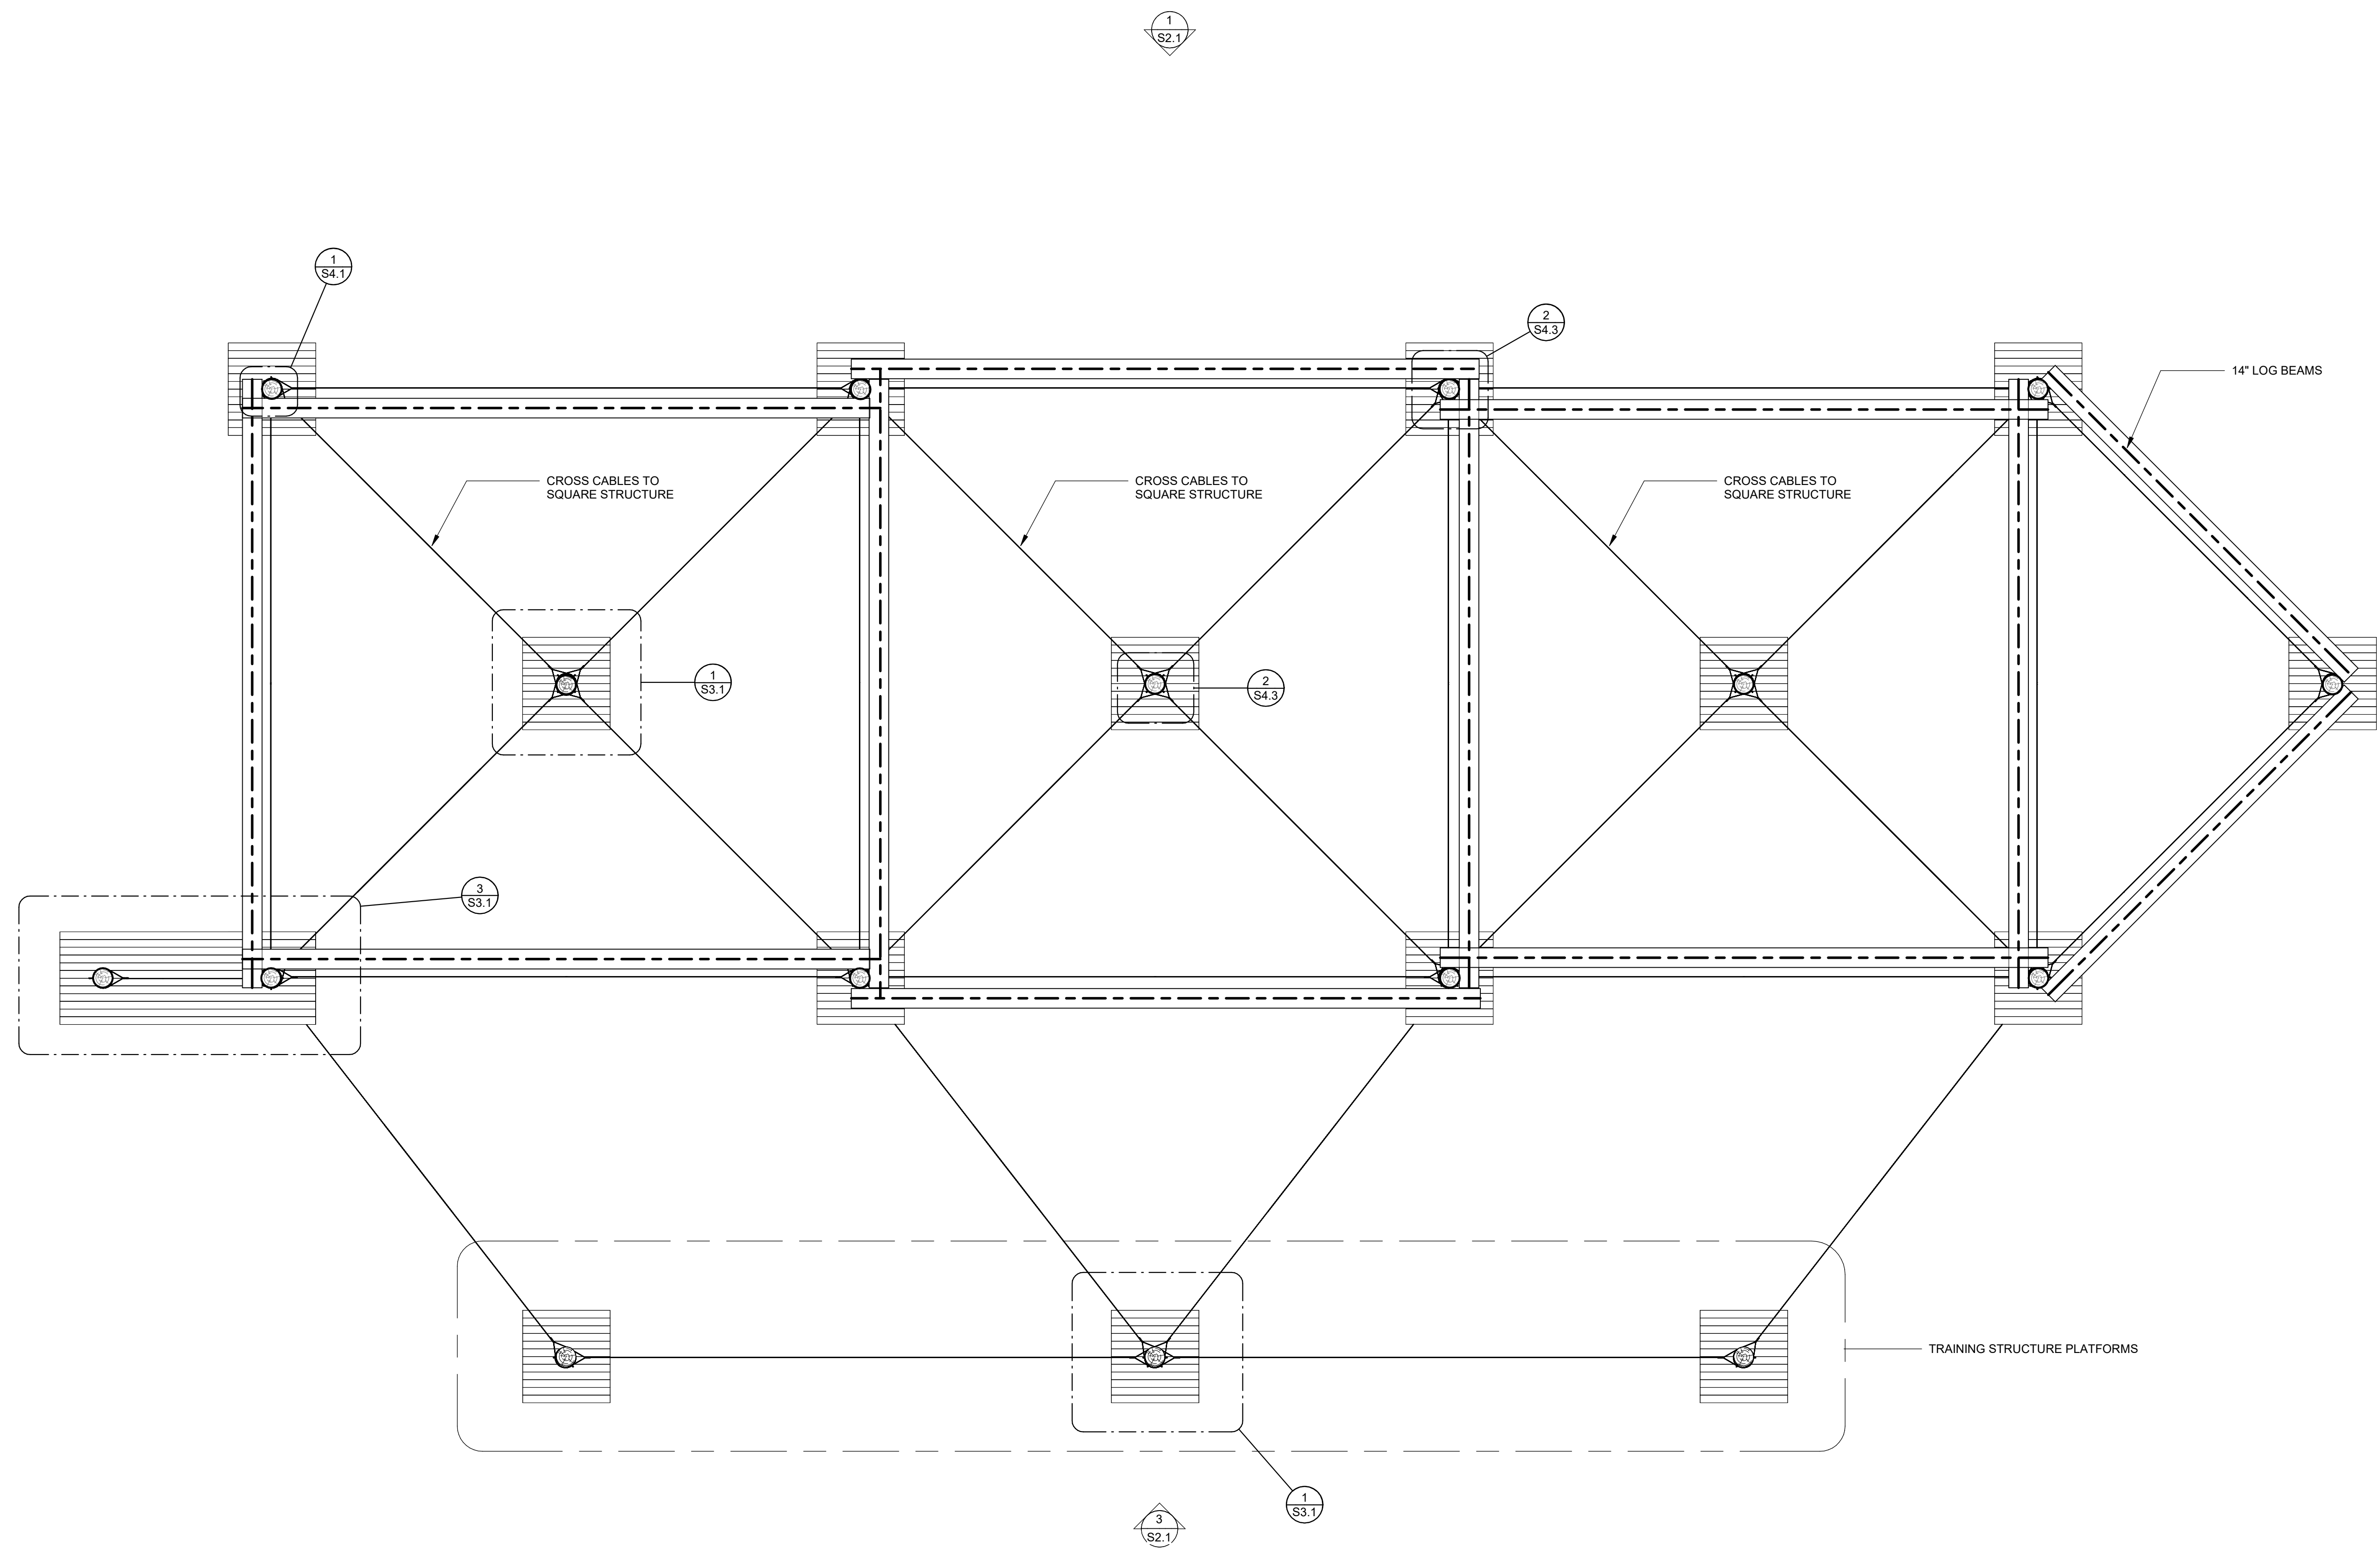 1
S2.1
1
S4.1
2
S4.3
14" LOG BEAMS
CROSS CABLES TO
SQUARE STRUCTURE
CROSS CABLES TO
SQUARE STRUCTURE
CROSS CABLES TO
SQUARE STRUCTURE
1
S3.1
2
S4.3
3
S3.1
TRAINING STRUCTURE PLATFORMS
1
S3.1
3
S2.1